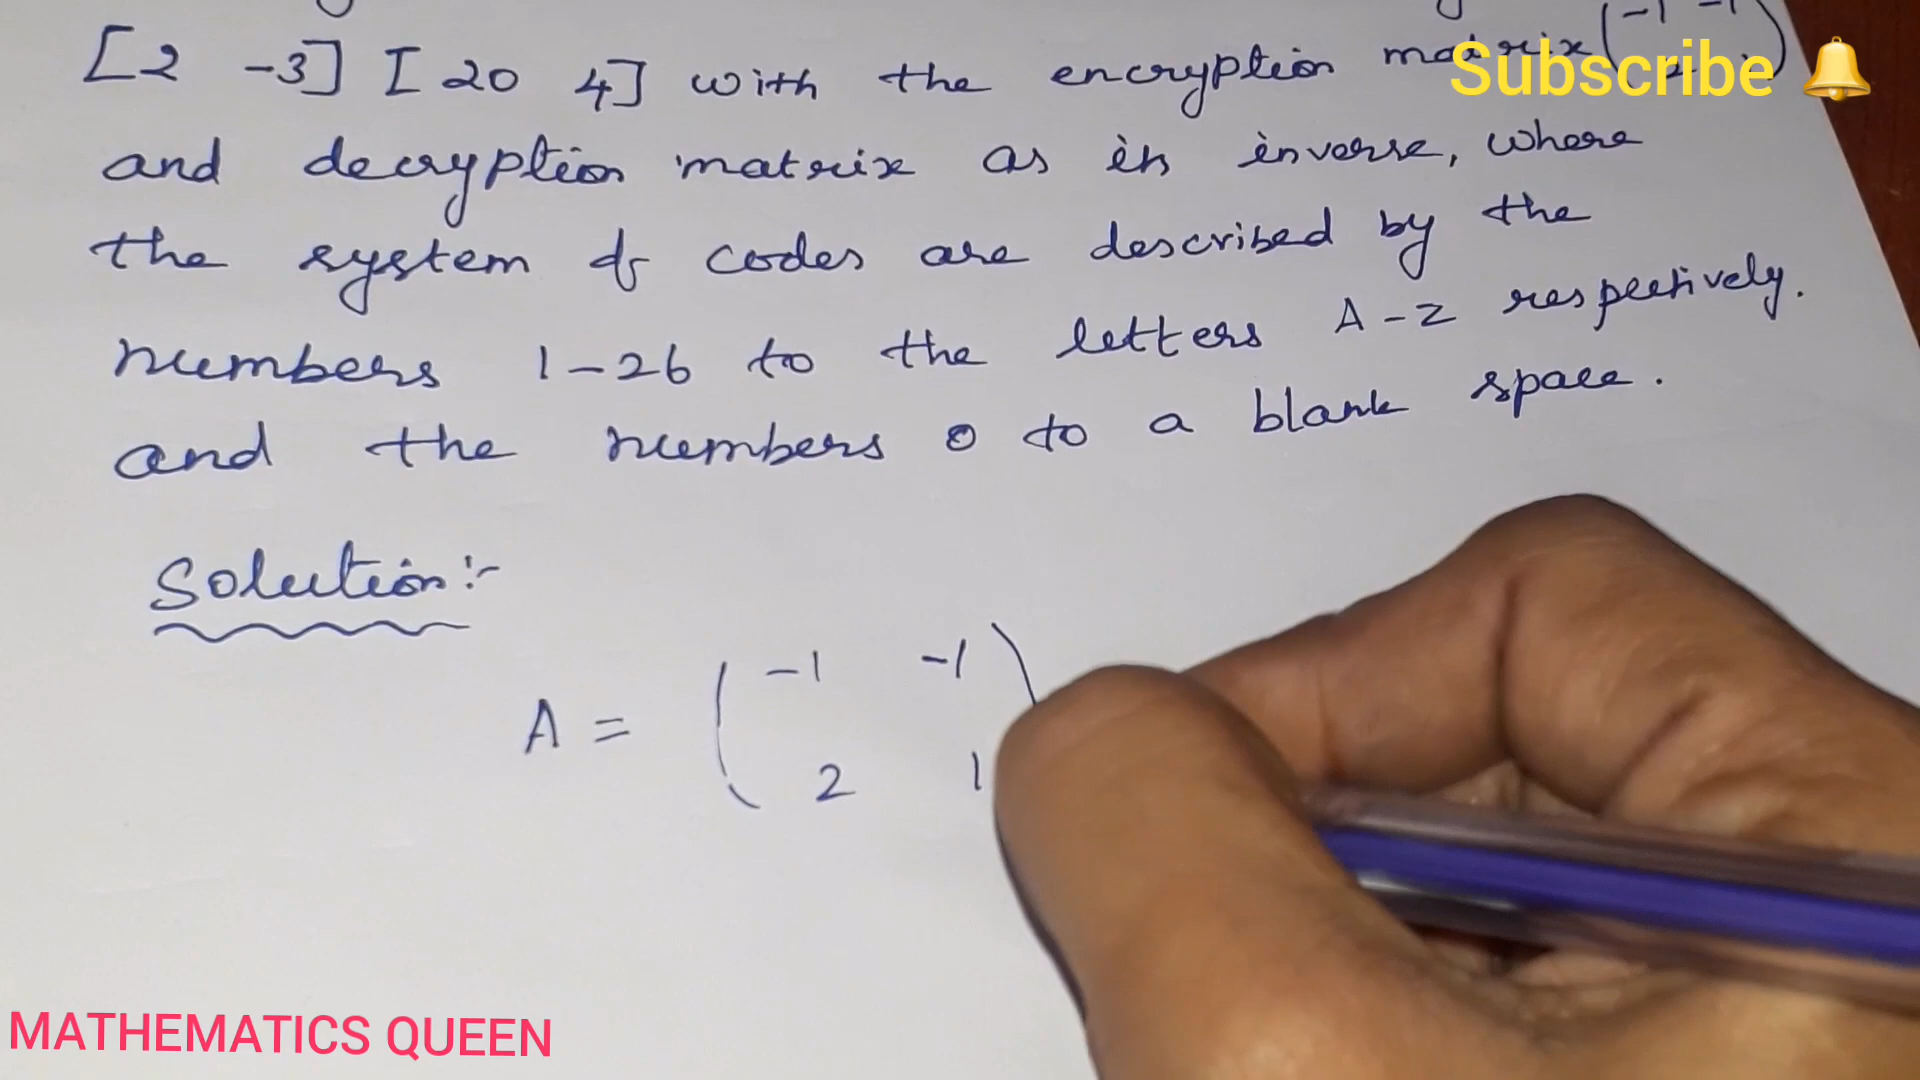 [2 -3] [20 4] with the encryption matrix (-1 -1
Subscribe
and decryption matrix as its inverse, where
the system of codes are described by the
numbers 1-26 to the letters A-Z respectively.
and the numbers 0 to a blank space.
Solution:-
A = (-1 -1)
2 1
MATHEMATICS QUEEN